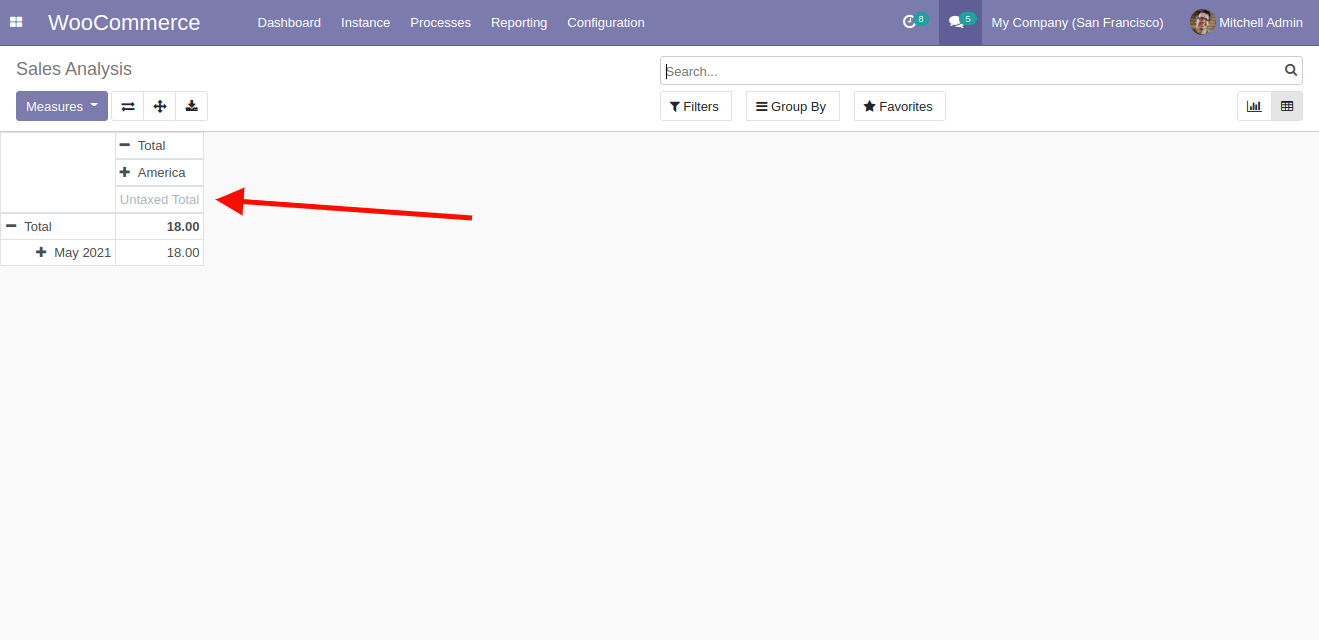 WooCommerce Dashboard Instance Processes Reporting Configuration 8 5 My Company (San Francisco) Mitchell Admin
Sales Analysis
Search...
Measures
Filters Group By Favorites
Total
America
Untaxed Total
Total 18.00
May 2021 18.00